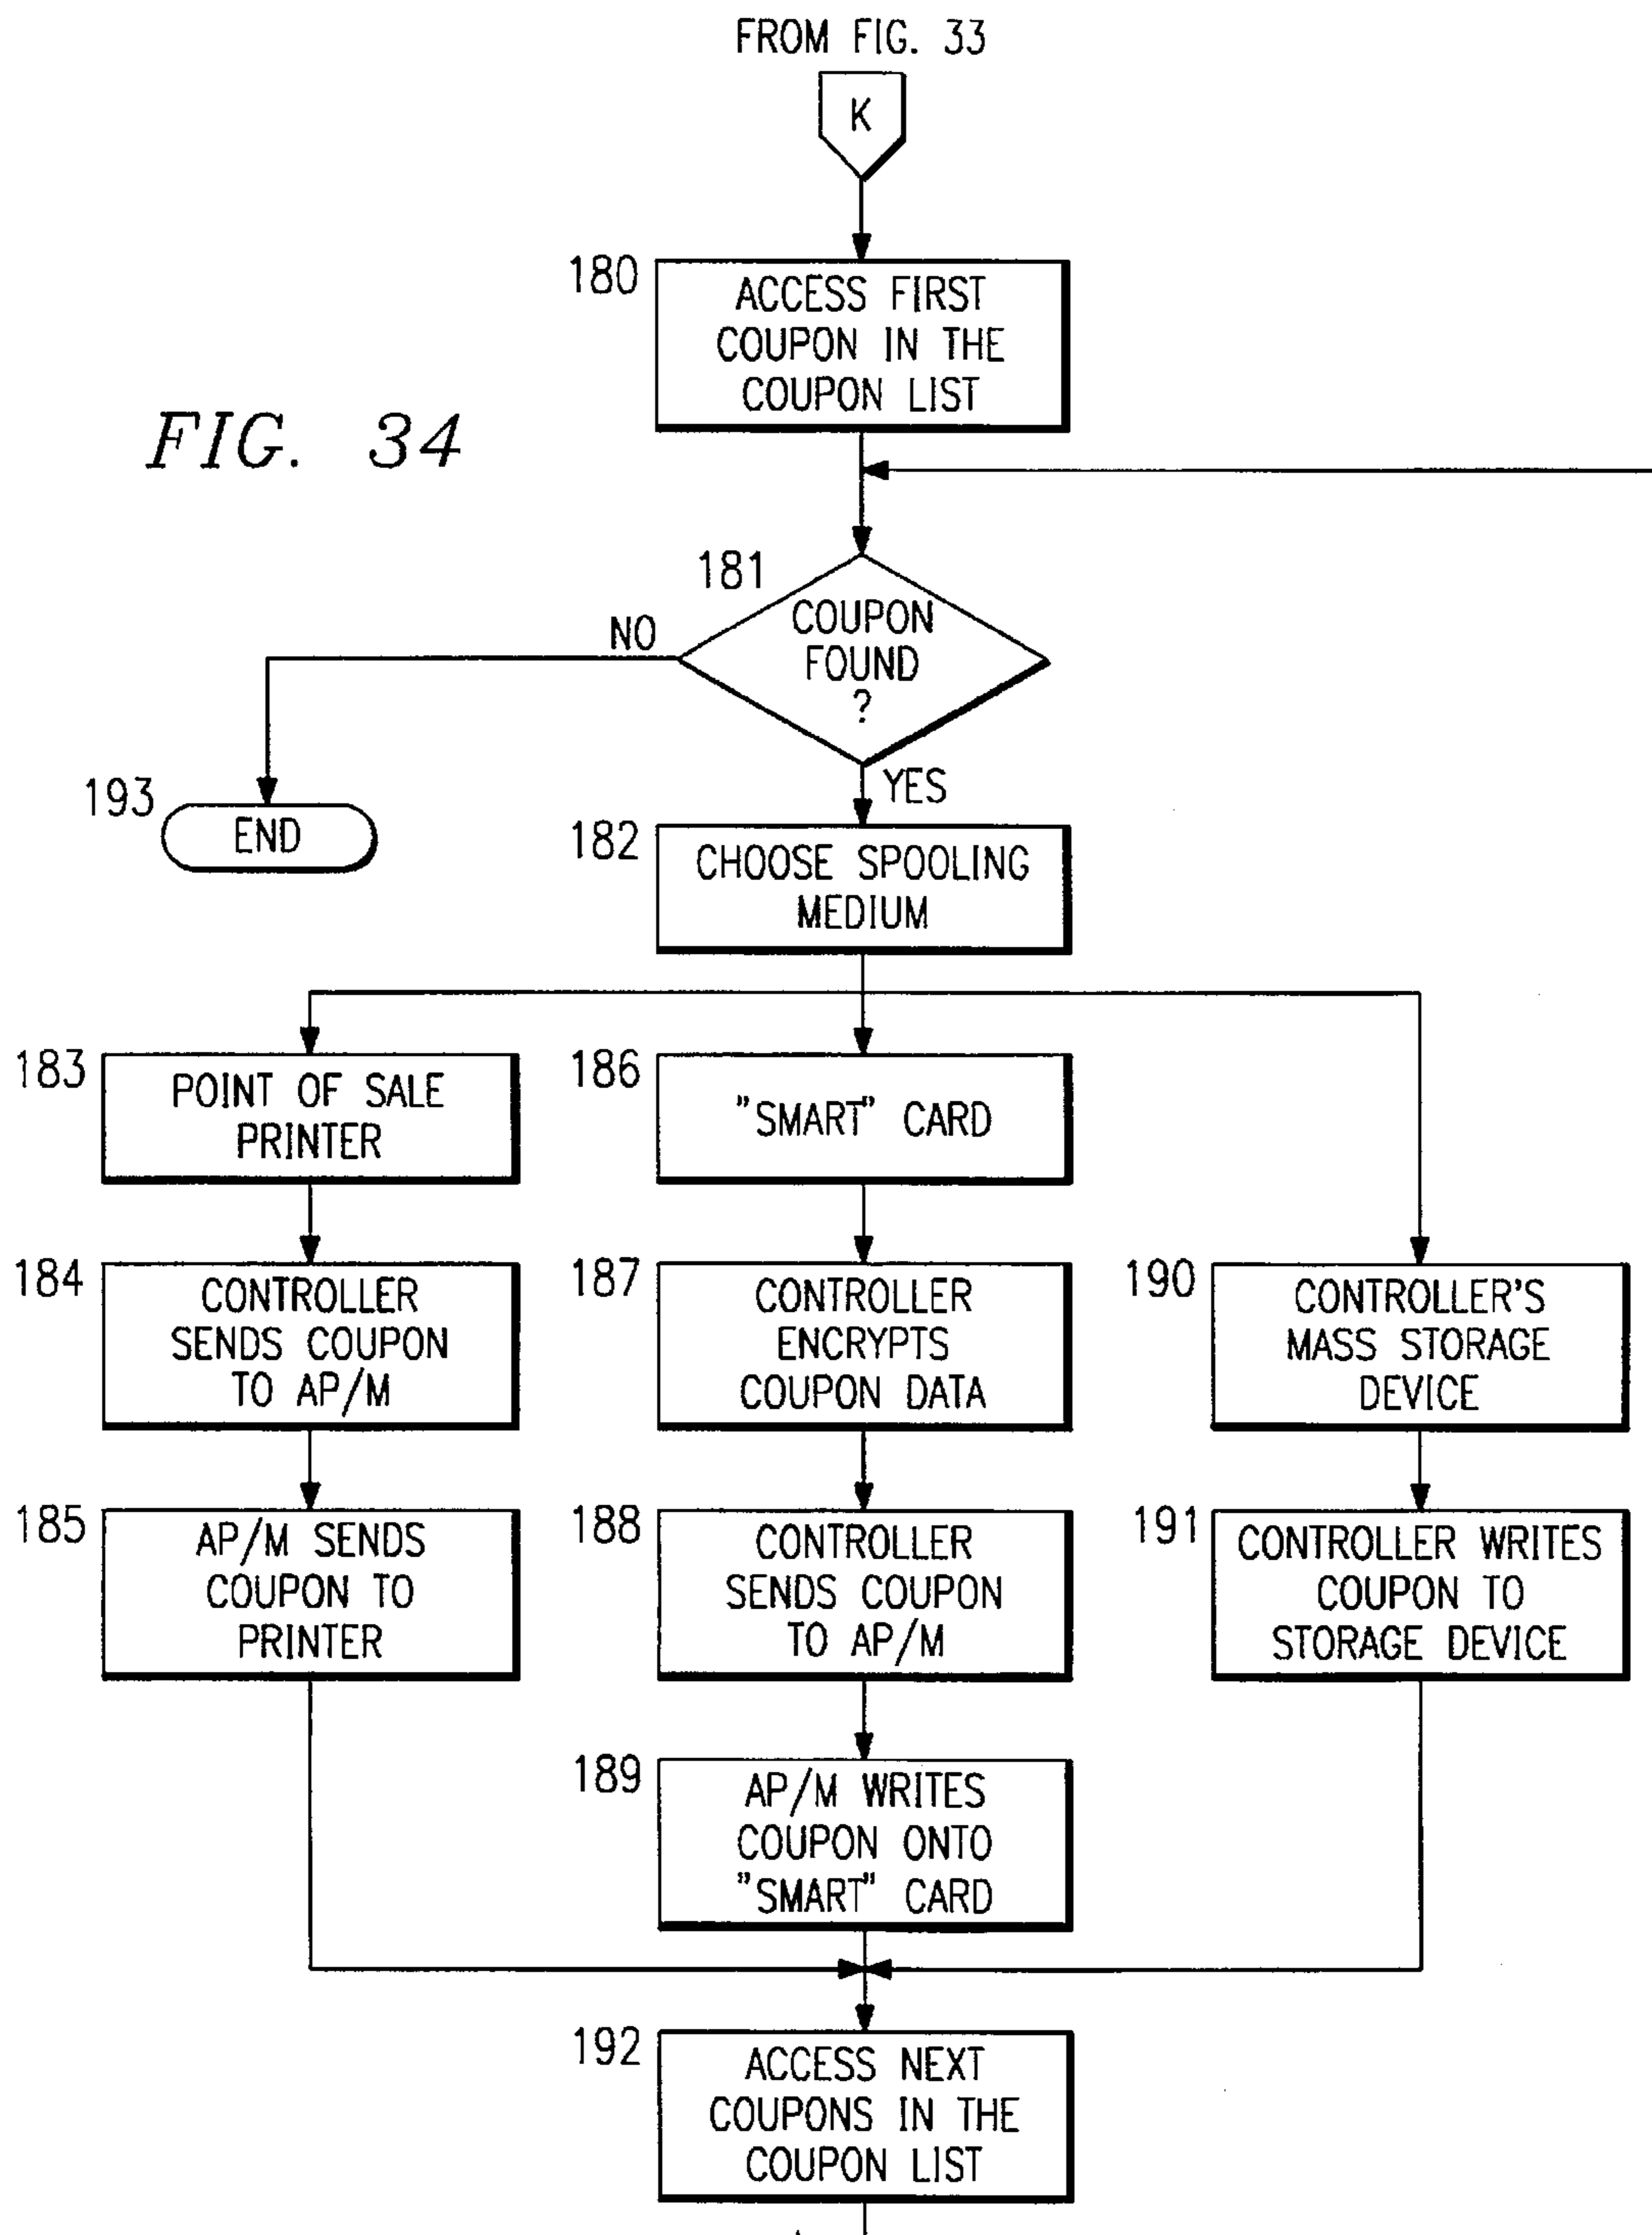 FROM FIG. 33
K
180
ACCESS FIRST
COUPON IN THE
COUPON LIST
FIG. 34
181
COUPON
FOUND
?
NO
YES
193
END
182
CHOOSE SPOOLING
MEDIUM
183
POINT OF SALE
PRINTER
186
"SMART" CARD
184
CONTROLLER
SENDS COUPON
TO AP/M
187
CONTROLLER
ENCRYPTS
COUPON DATA
190
CONTROLLER'S
MASS STORAGE
DEVICE
185
AP/M SENDS
COUPON TO
PRINTER
188
CONTROLLER
SENDS COUPON
TO AP/M
191
CONTROLLER WRITES
COUPON TO
STORAGE DEVICE
189
AP/M WRITES
COUPON ONTO
"SMART" CARD
192
ACCESS NEXT
COUPONS IN THE
COUPON LIST